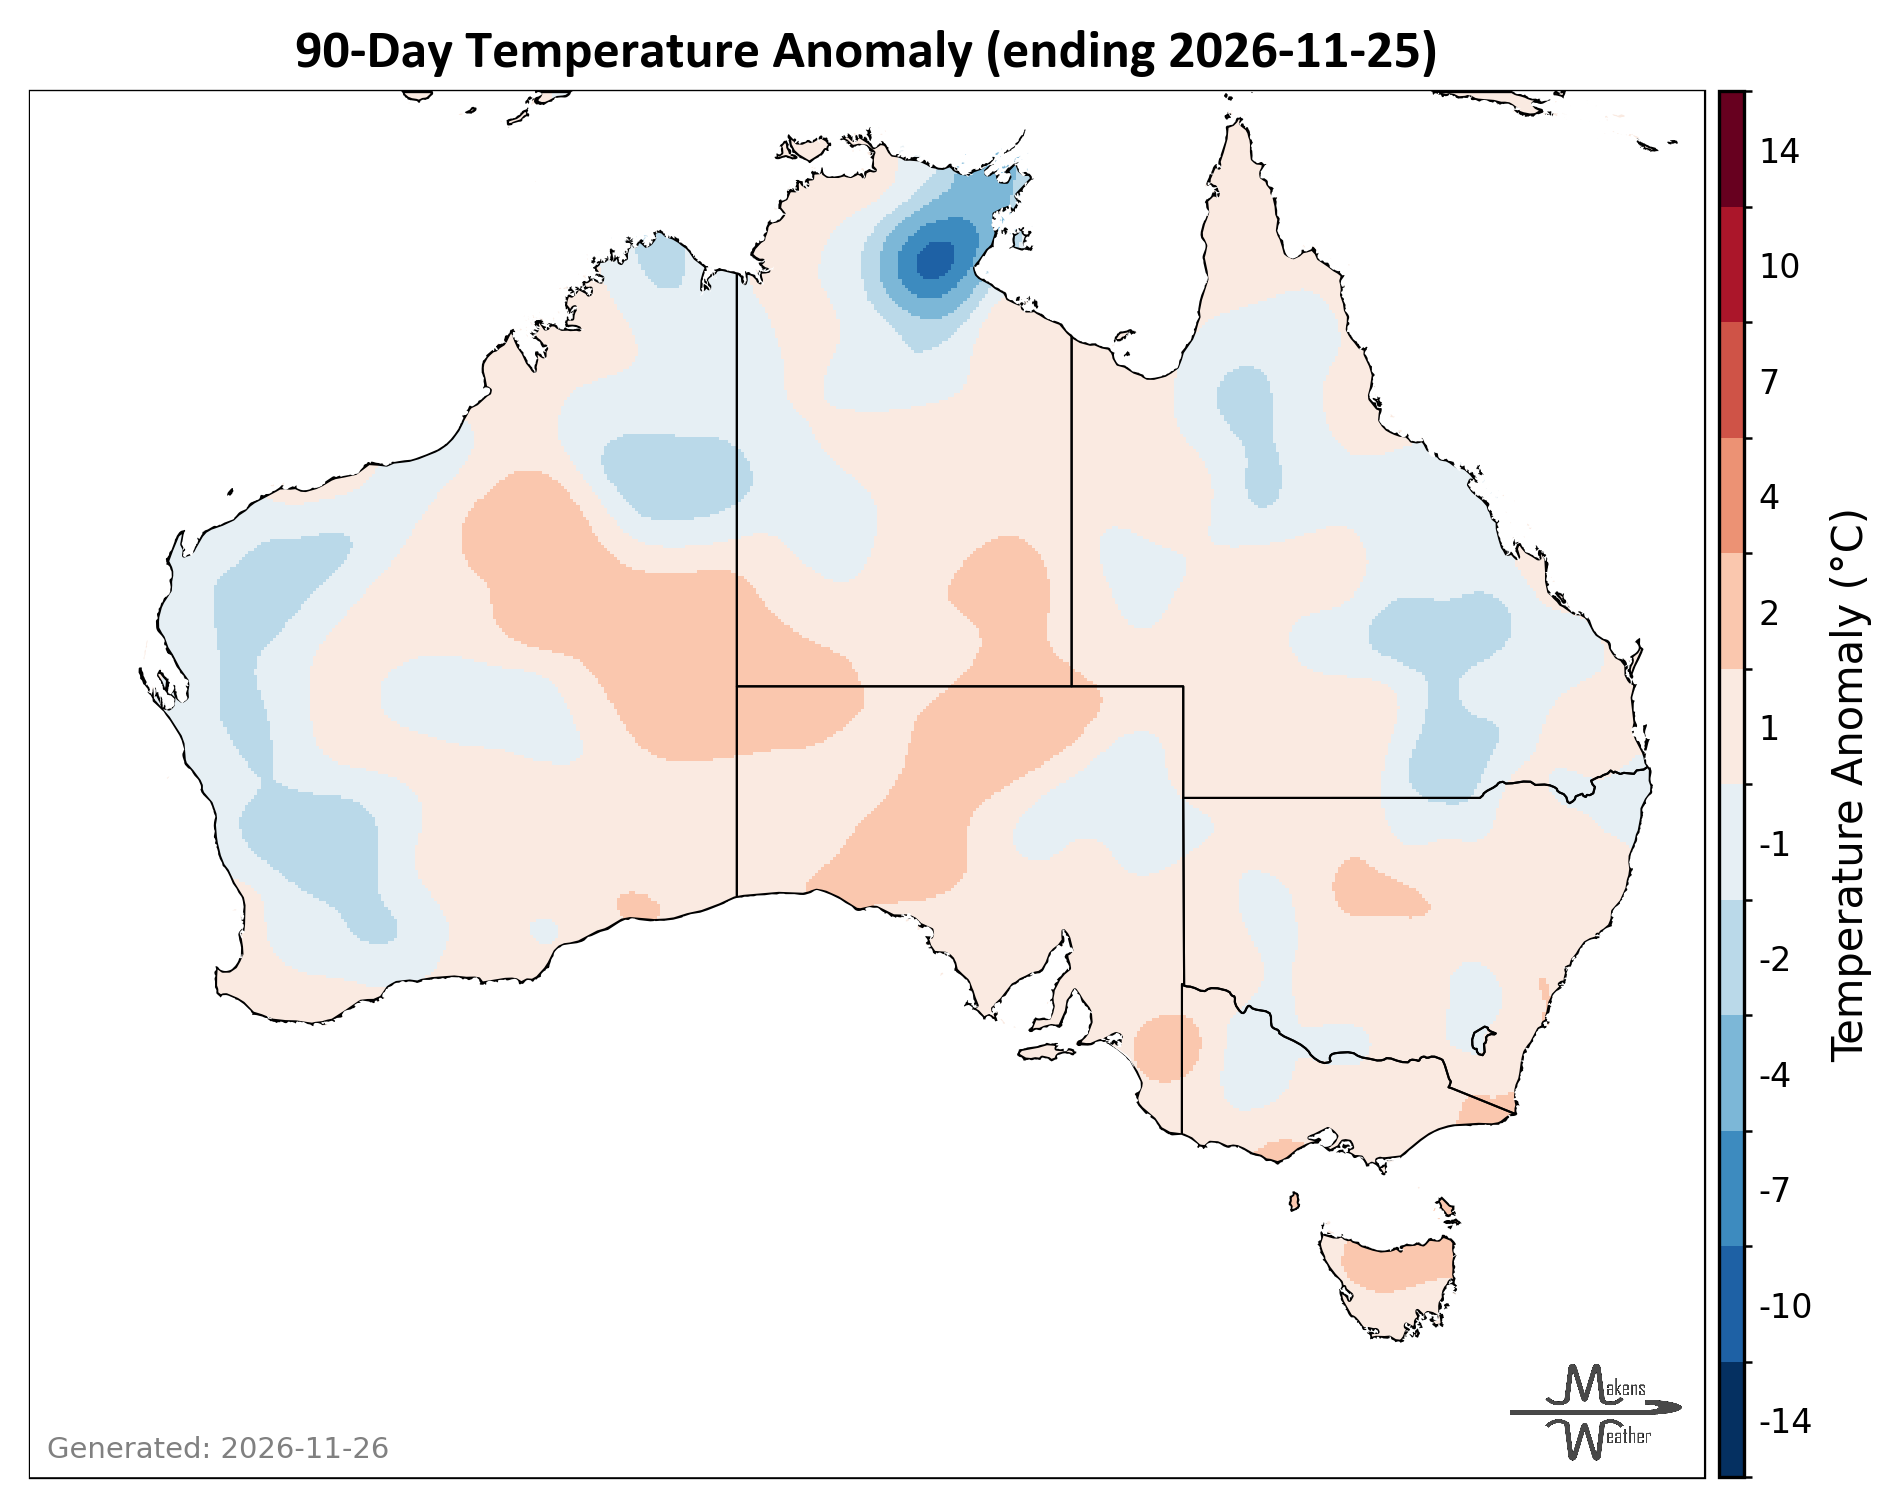 90-Day Temperature Anomaly (ending 2026-11-25)
14
10
7
4
2
1
-1
-2
-4
-7
-10
-14
Temperature Anomaly (°C)
Makens
Weather
Generated: 2026-11-26